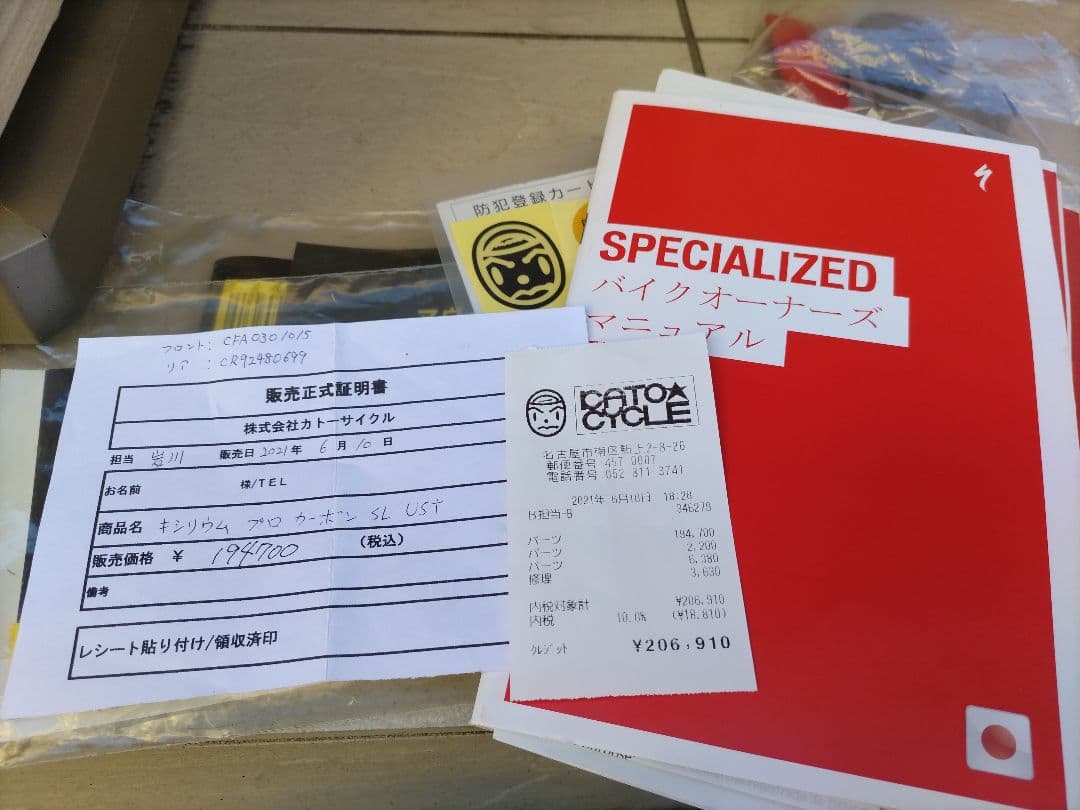 防犯登録カード
SPECIALIZED
バイクオーナーズ
マニュアル
フロント: CFA0301015
リア : CR92480699
販売正式証明書
株式会社カトーサイクル
担当 岩川 販売日 2021年 6月 10日
お名前 様/TEL
商品名 キシリウム プロ カーボン SL UST
販売価格 ¥ 194700 (税込)
備考
レシート貼り付け/領収済印
KATO★
CYCLE
名古屋市南区鶴上2-8-26
郵便番号 457 0007
電話番号 052 811 3741
2021年 6月10日 18:28
B担当-B 346278
パーツ 194,700
パーツ 2,200
パーツ 6,380
修理 3,630
内税対象計 ¥206,910
内税 10.0% (¥18,810)
クレジット ¥206,910